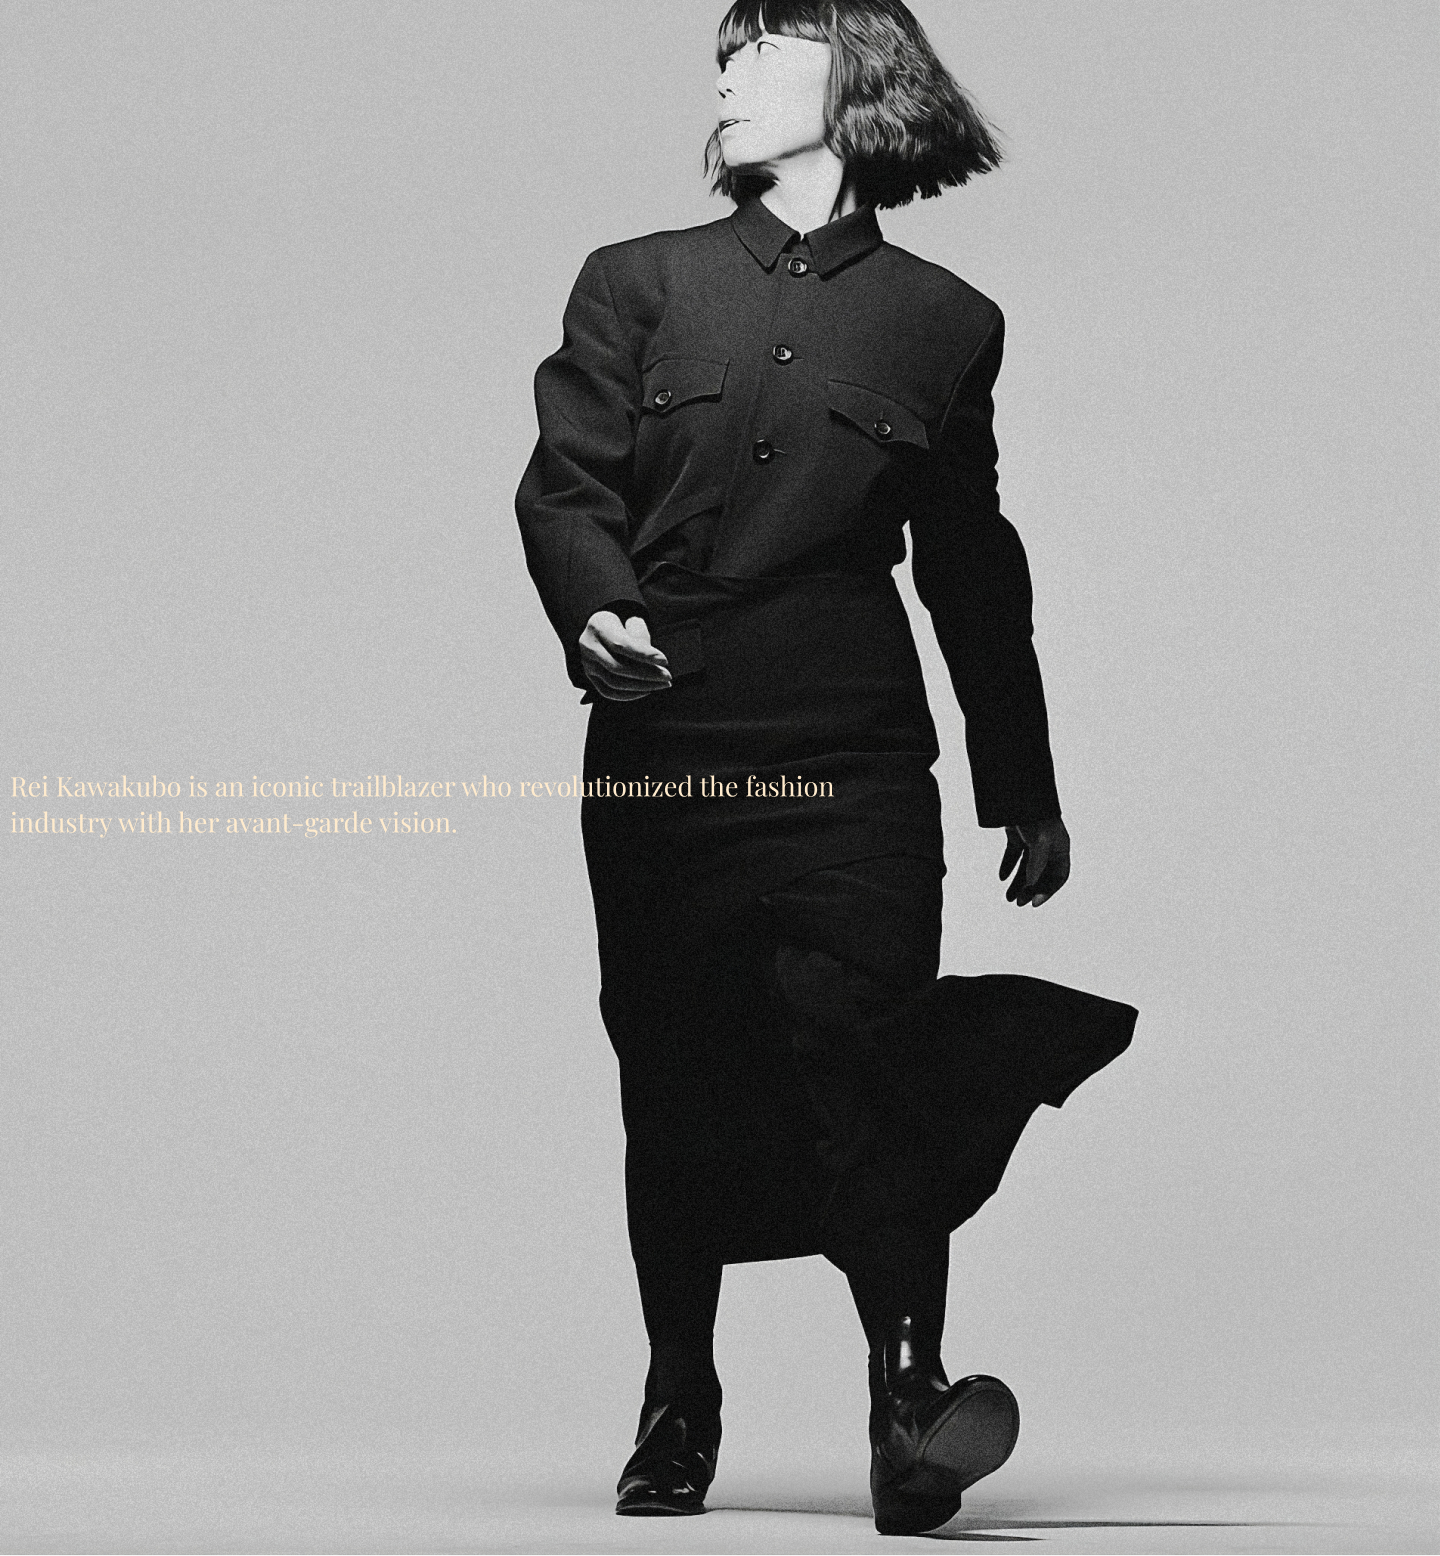 Rei Kawakubo is an iconic trailblazer who revolutionized the fashion
industry with her avant-garde vision.